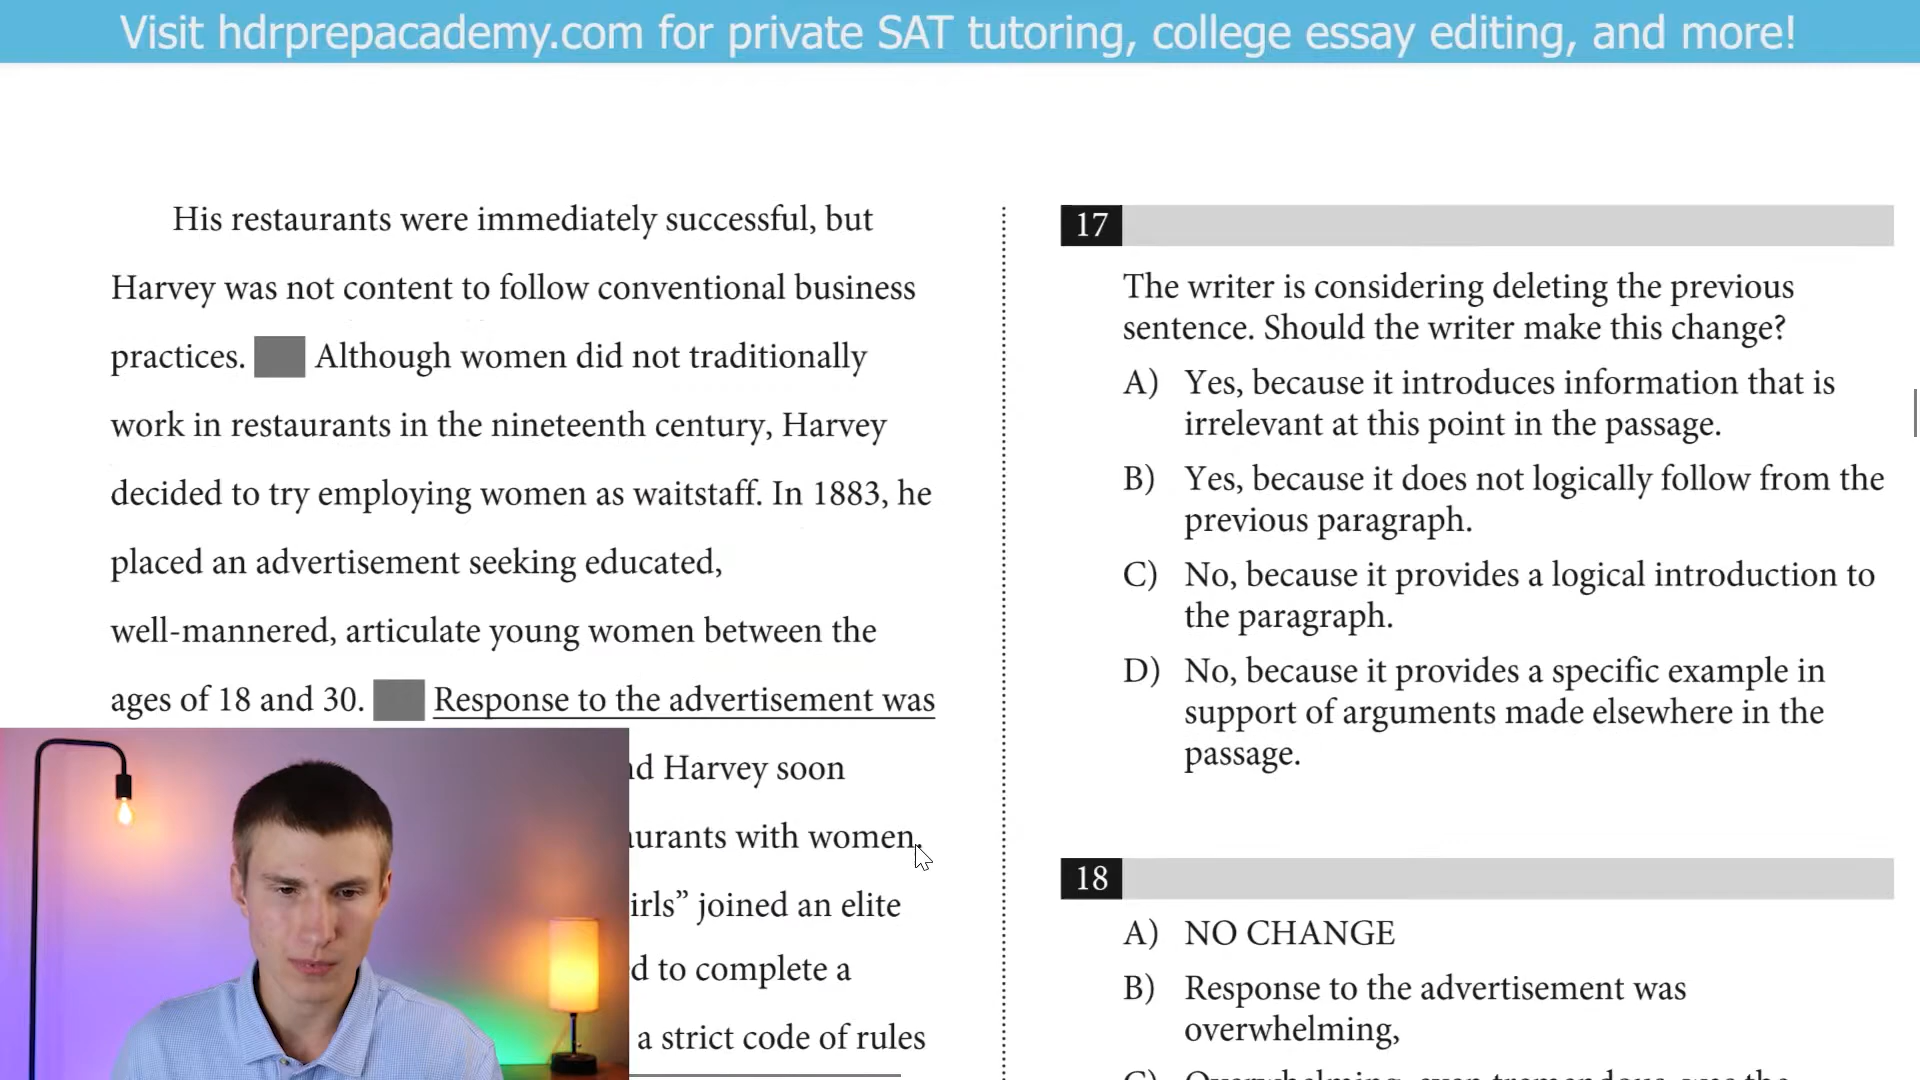 Visit hdrprepacademy.com for private SAT tutoring, college essay editing, and more!
His restaurants were immediately successful, but
Harvey was not content to follow conventional business
practices. Although women did not traditionally
work in restaurants in the nineteenth century, Harvey
decided to try employing women as waitstaff. In 1883, he
placed an advertisement seeking educated,
well-mannered, articulate young women between the
ages of 18 and 30. Response to the advertisement was
Harvey soon
with women.
joined an elite
to complete a
a strict code of rules
17
The writer is considering deleting the previous
sentence. Should the writer make this change?
A) Yes, because it introduces information that is
irrelevant at this point in the passage.
B) Yes, because it does not logically follow from the
previous paragraph.
C) No, because it provides a logical introduction to
the paragraph.
D) No, because it provides a specific example in
support of arguments made elsewhere in the
passage.
18
A) NO CHANGE
B) Response to the advertisement was
overwhelming,